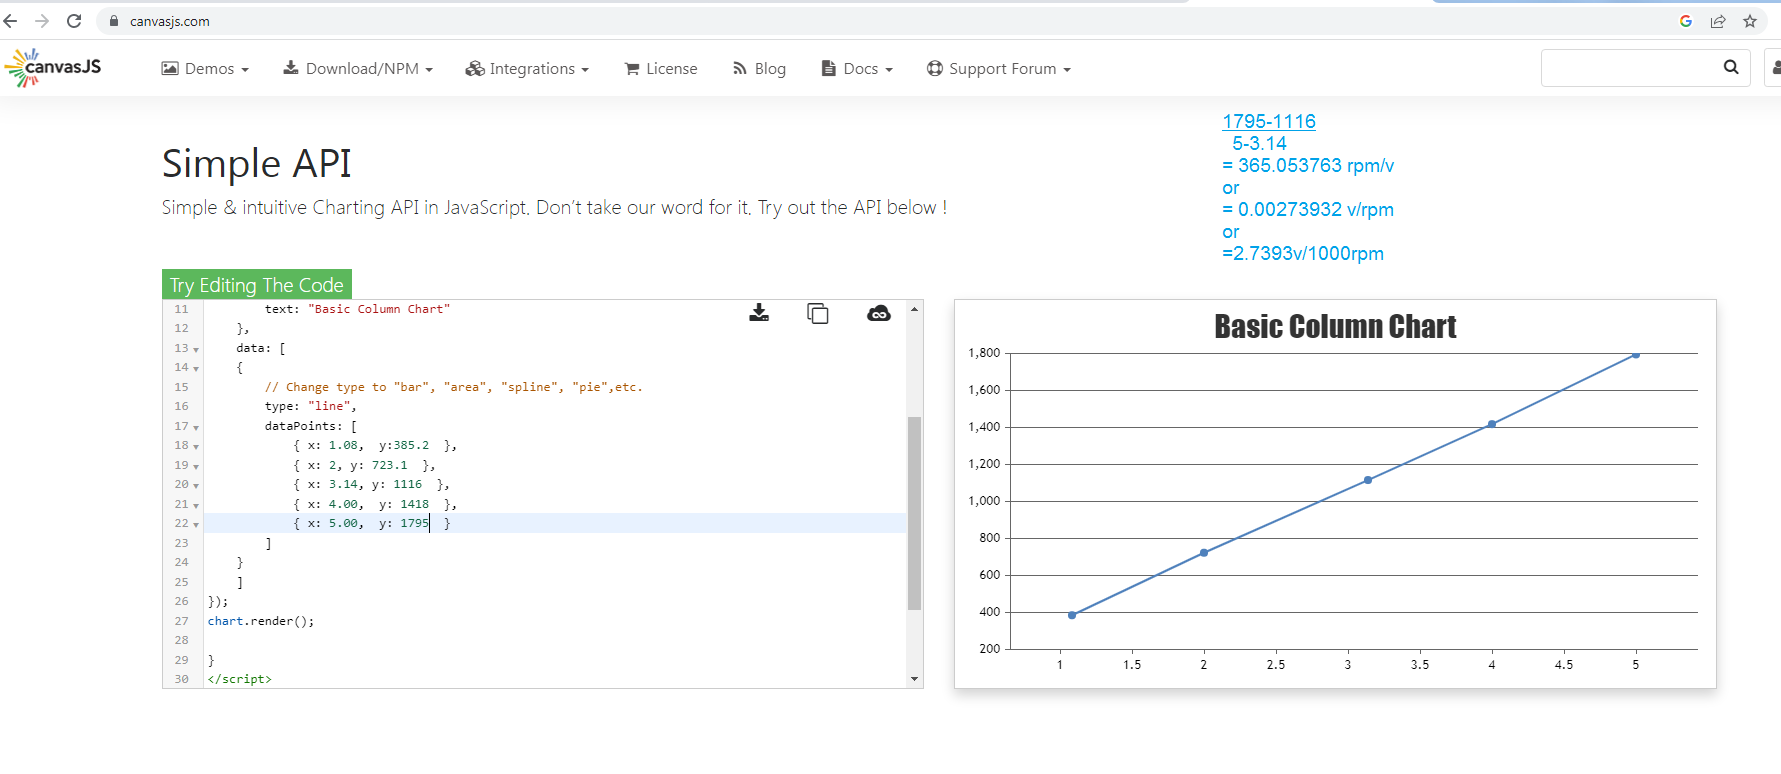 canvasjs.com
canvasJS
Demos
Download/NPM
Integrations
License
Blog
Docs
Support Forum
1795-1116
5-3.14
= 365.053763 rpm/v
or
= 0.00273932 v/rpm
or
=2.7393v/1000rpm
Simple API
Simple & intuitive Charting API in JavaScript. Don't take our word for it, Try out the API below !
Try Editing The Code
11 text: "Basic Column Chart"
12 },
13 data: [
14 {
15 // Change type to "bar", "area", "spline", "pie",etc.
16 type: "line",
17 dataPoints: [
18 { x: 1.08,  y:385.2  },
19 { x: 2, y: 723.1  },
20 { x: 3.14, y: 1116  },
21 { x: 4.00,  y: 1418  },
22 { x: 5.00,  y: 1795  }
23 ]
24 }
25 ]
26 });
27 chart.render();
28
29 }
30 </script>
Basic Column Chart
1,800
1,600
1,400
1,200
1,000
800
600
400
200
1 1.5 2 2.5 3 3.5 4 4.5 5